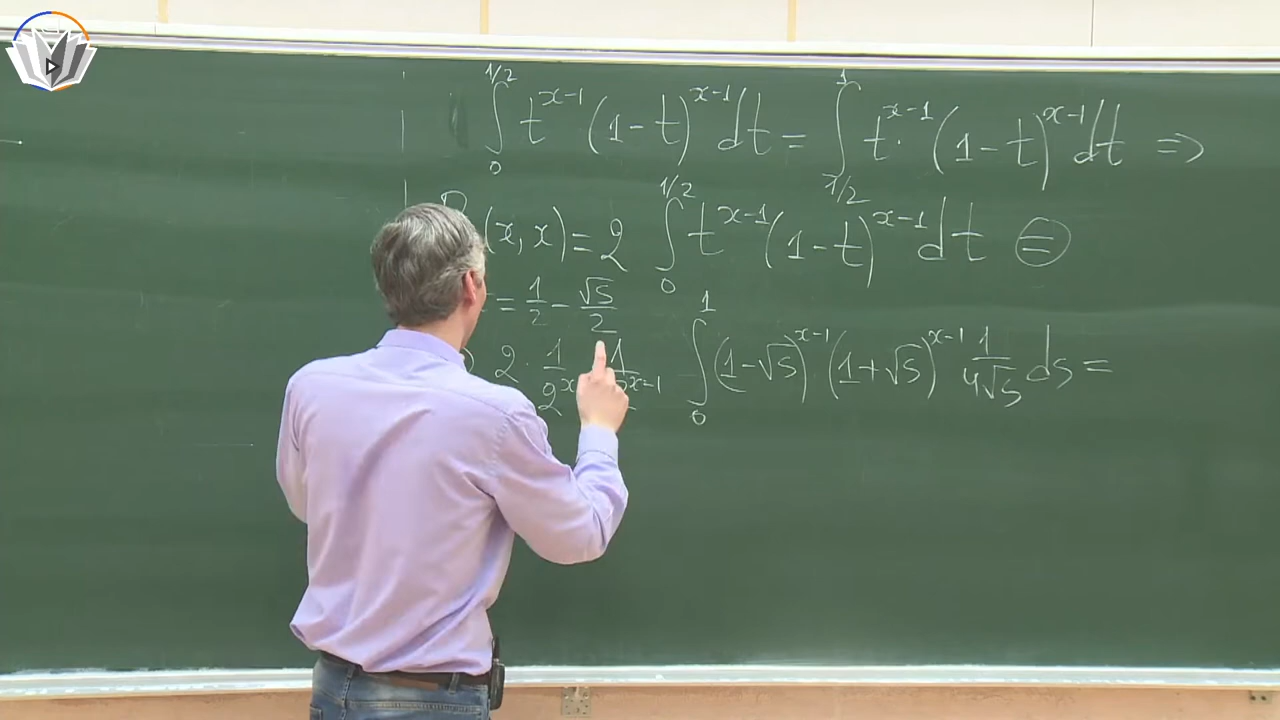 ∫₀^{1/2} t^{x-1} (1-t)^{x-1} dt = ∫_{1/2}^{1} t^{x-1} · (1-t)^{x-1} dt ⇒
(x,x) = 2 ∫₀^{1/2} t^{x-1} (1-t)^{x-1} dt ⊜
= 1/2 - √s/2
2 · 1/2^x 1/2^{x-1} ∫₀^1 (1-√s)^{x-1} · (1+√s)^{x-1} 1/(4√s) ds =